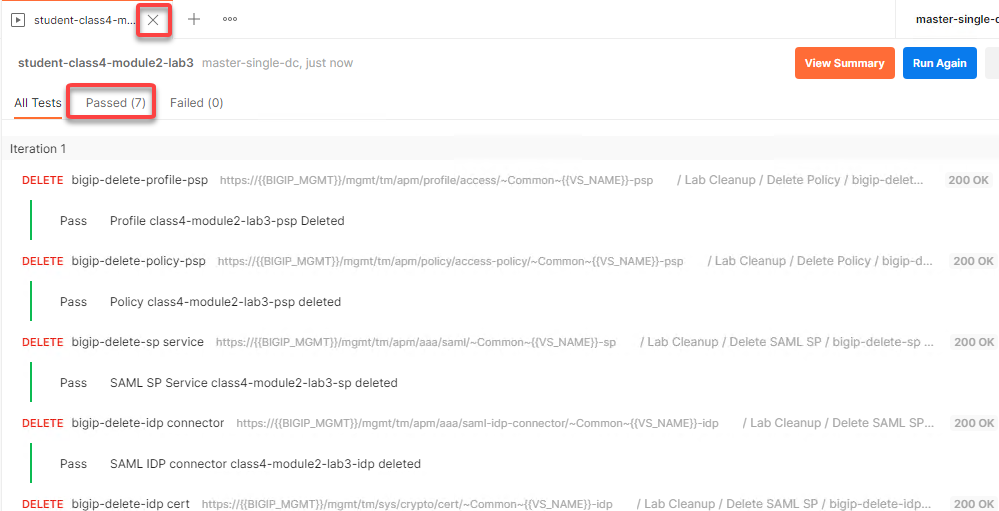 student-class4-m...
master-single-d
student-class4-module2-lab3 master-single-dc, just now View Summary Run Again
All Tests Passed (7) Failed (0)
Iteration 1
DELETE bigip-delete-profile-psp https://{{BIGIP_MGMT}}/mgmt/tm/apm/profile/access/~Common~{{VS_NAME}}-psp / Lab Cleanup / Delete Policy / bigip-delet... 200 OK
Pass Profile class4-module2-lab3-psp Deleted
DELETE bigip-delete-policy-psp https://{{BIGIP_MGMT}}/mgmt/tm/apm/policy/access-policy/~Common~{{VS_NAME}}-psp / Lab Cleanup / Delete Policy / bigip-d... 200 OK
Pass Policy class4-module2-lab3-psp deleted
DELETE bigip-delete-sp service https://{{BIGIP_MGMT}}/mgmt/tm/apm/aaa/saml/~Common~{{VS_NAME}}-sp / Lab Cleanup / Delete SAML SP / bigip-delete-sp ... 200 OK
Pass SAML SP Service class4-module2-lab3-sp deleted
DELETE bigip-delete-idp connector https://{{BIGIP_MGMT}}/mgmt/tm/apm/aaa/saml-idp-connector/~Common~{{VS_NAME}}-idp / Lab Cleanup / Delete SAML SP... 200 OK
Pass SAML IDP connector class4-module2-lab3-idp deleted
DELETE bigip-delete-idp cert https://{{BIGIP_MGMT}}/mgmt/tm/sys/crypto/cert/~Common~{{VS_NAME}}-idp / Lab Cleanup / Delete SAML SP / bigip-delete-idp... 200 OK